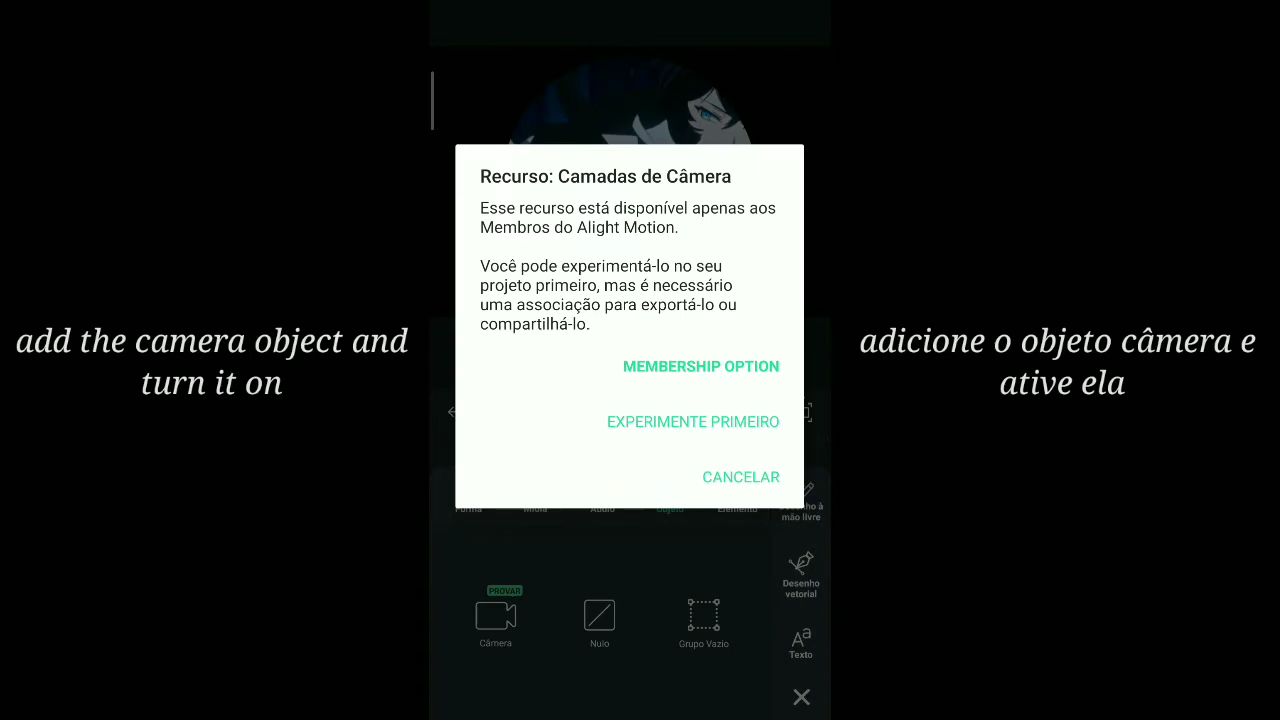 add the camera object and
turn it on
Recurso: Camadas de Câmera
Esse recurso está disponível apenas aos
Membros do Alight Motion.
Você pode experimentá-lo no seu
projeto primeiro, mas é necessário
uma associação para exportá-lo ou
compartilhá-lo.
MEMBERSHIP OPTION
EXPERIMENTE PRIMEIRO
CANCELAR
adicione o objeto câmera e
ative ela
Forma Mídia Áudio Objeto Elemento
mão livre
PROVAR
Câmera
Nulo
Grupo Vazio
Desenho
vetorial
Aa
Texto